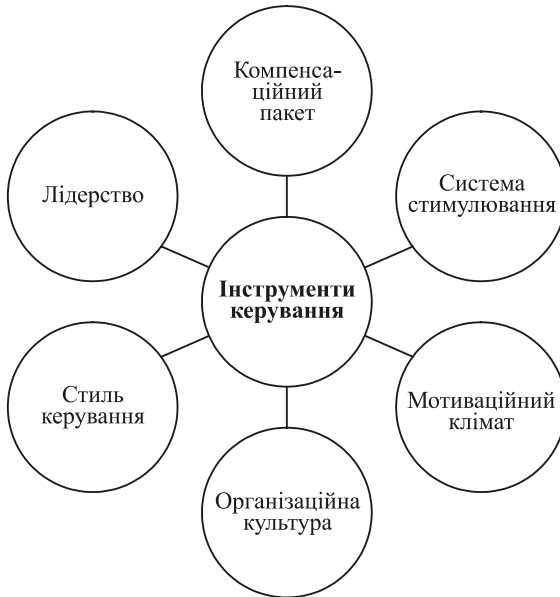 Компенса-
ційний
пакет
Лідерство
Система
стимулювання
Інструменти
керування
Стиль
керування
Мотиваційний
клімат
Організаційна
культура